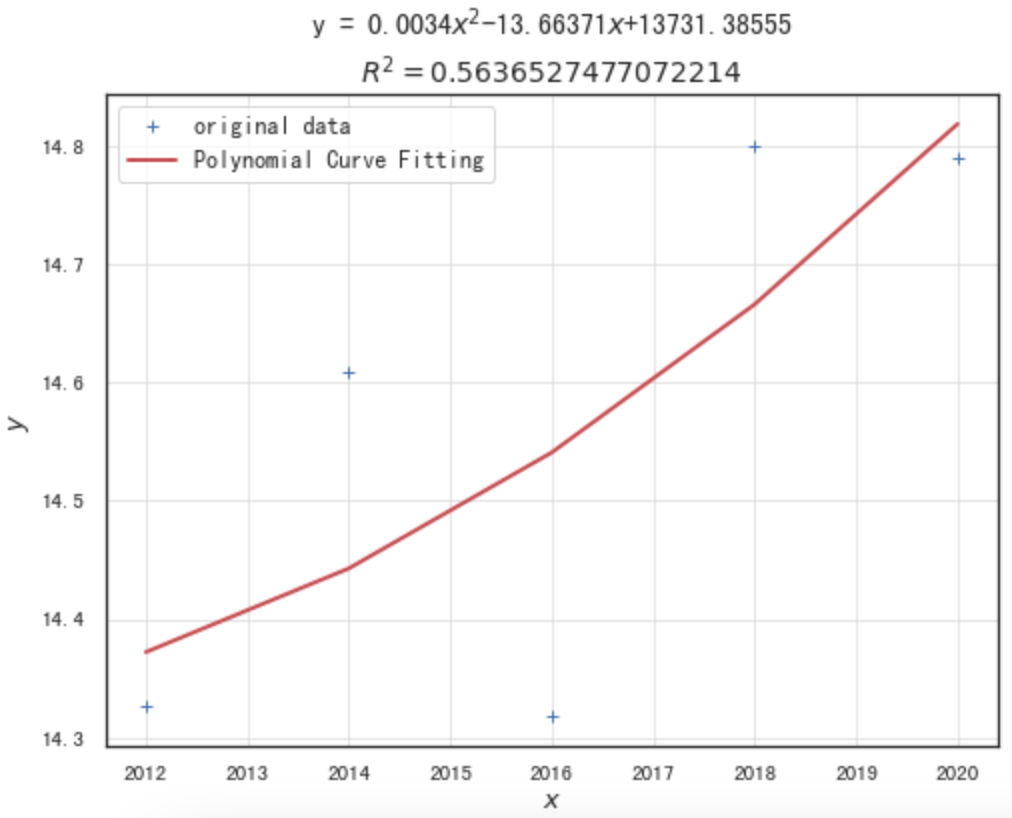 y = 0.0034x²−13.66371x+13731.38555
R² = 0.5636527477072214
original data
Polynomial Curve Fitting
14.8
14.7
14.6
14.5
14.4
14.3
y
2012 2013 2014 2015 2016 2017 2018 2019 2020
x